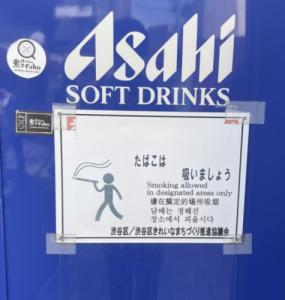 Asahi
SOFT DRINKS
たばこは
吸いましょう
Smoking allowed
in designated areas only
请在规定的场所吸烟
담배는 정해진
장소에서 피웁시다
渋谷区／渋谷区きれいなまちづくり推進協議会